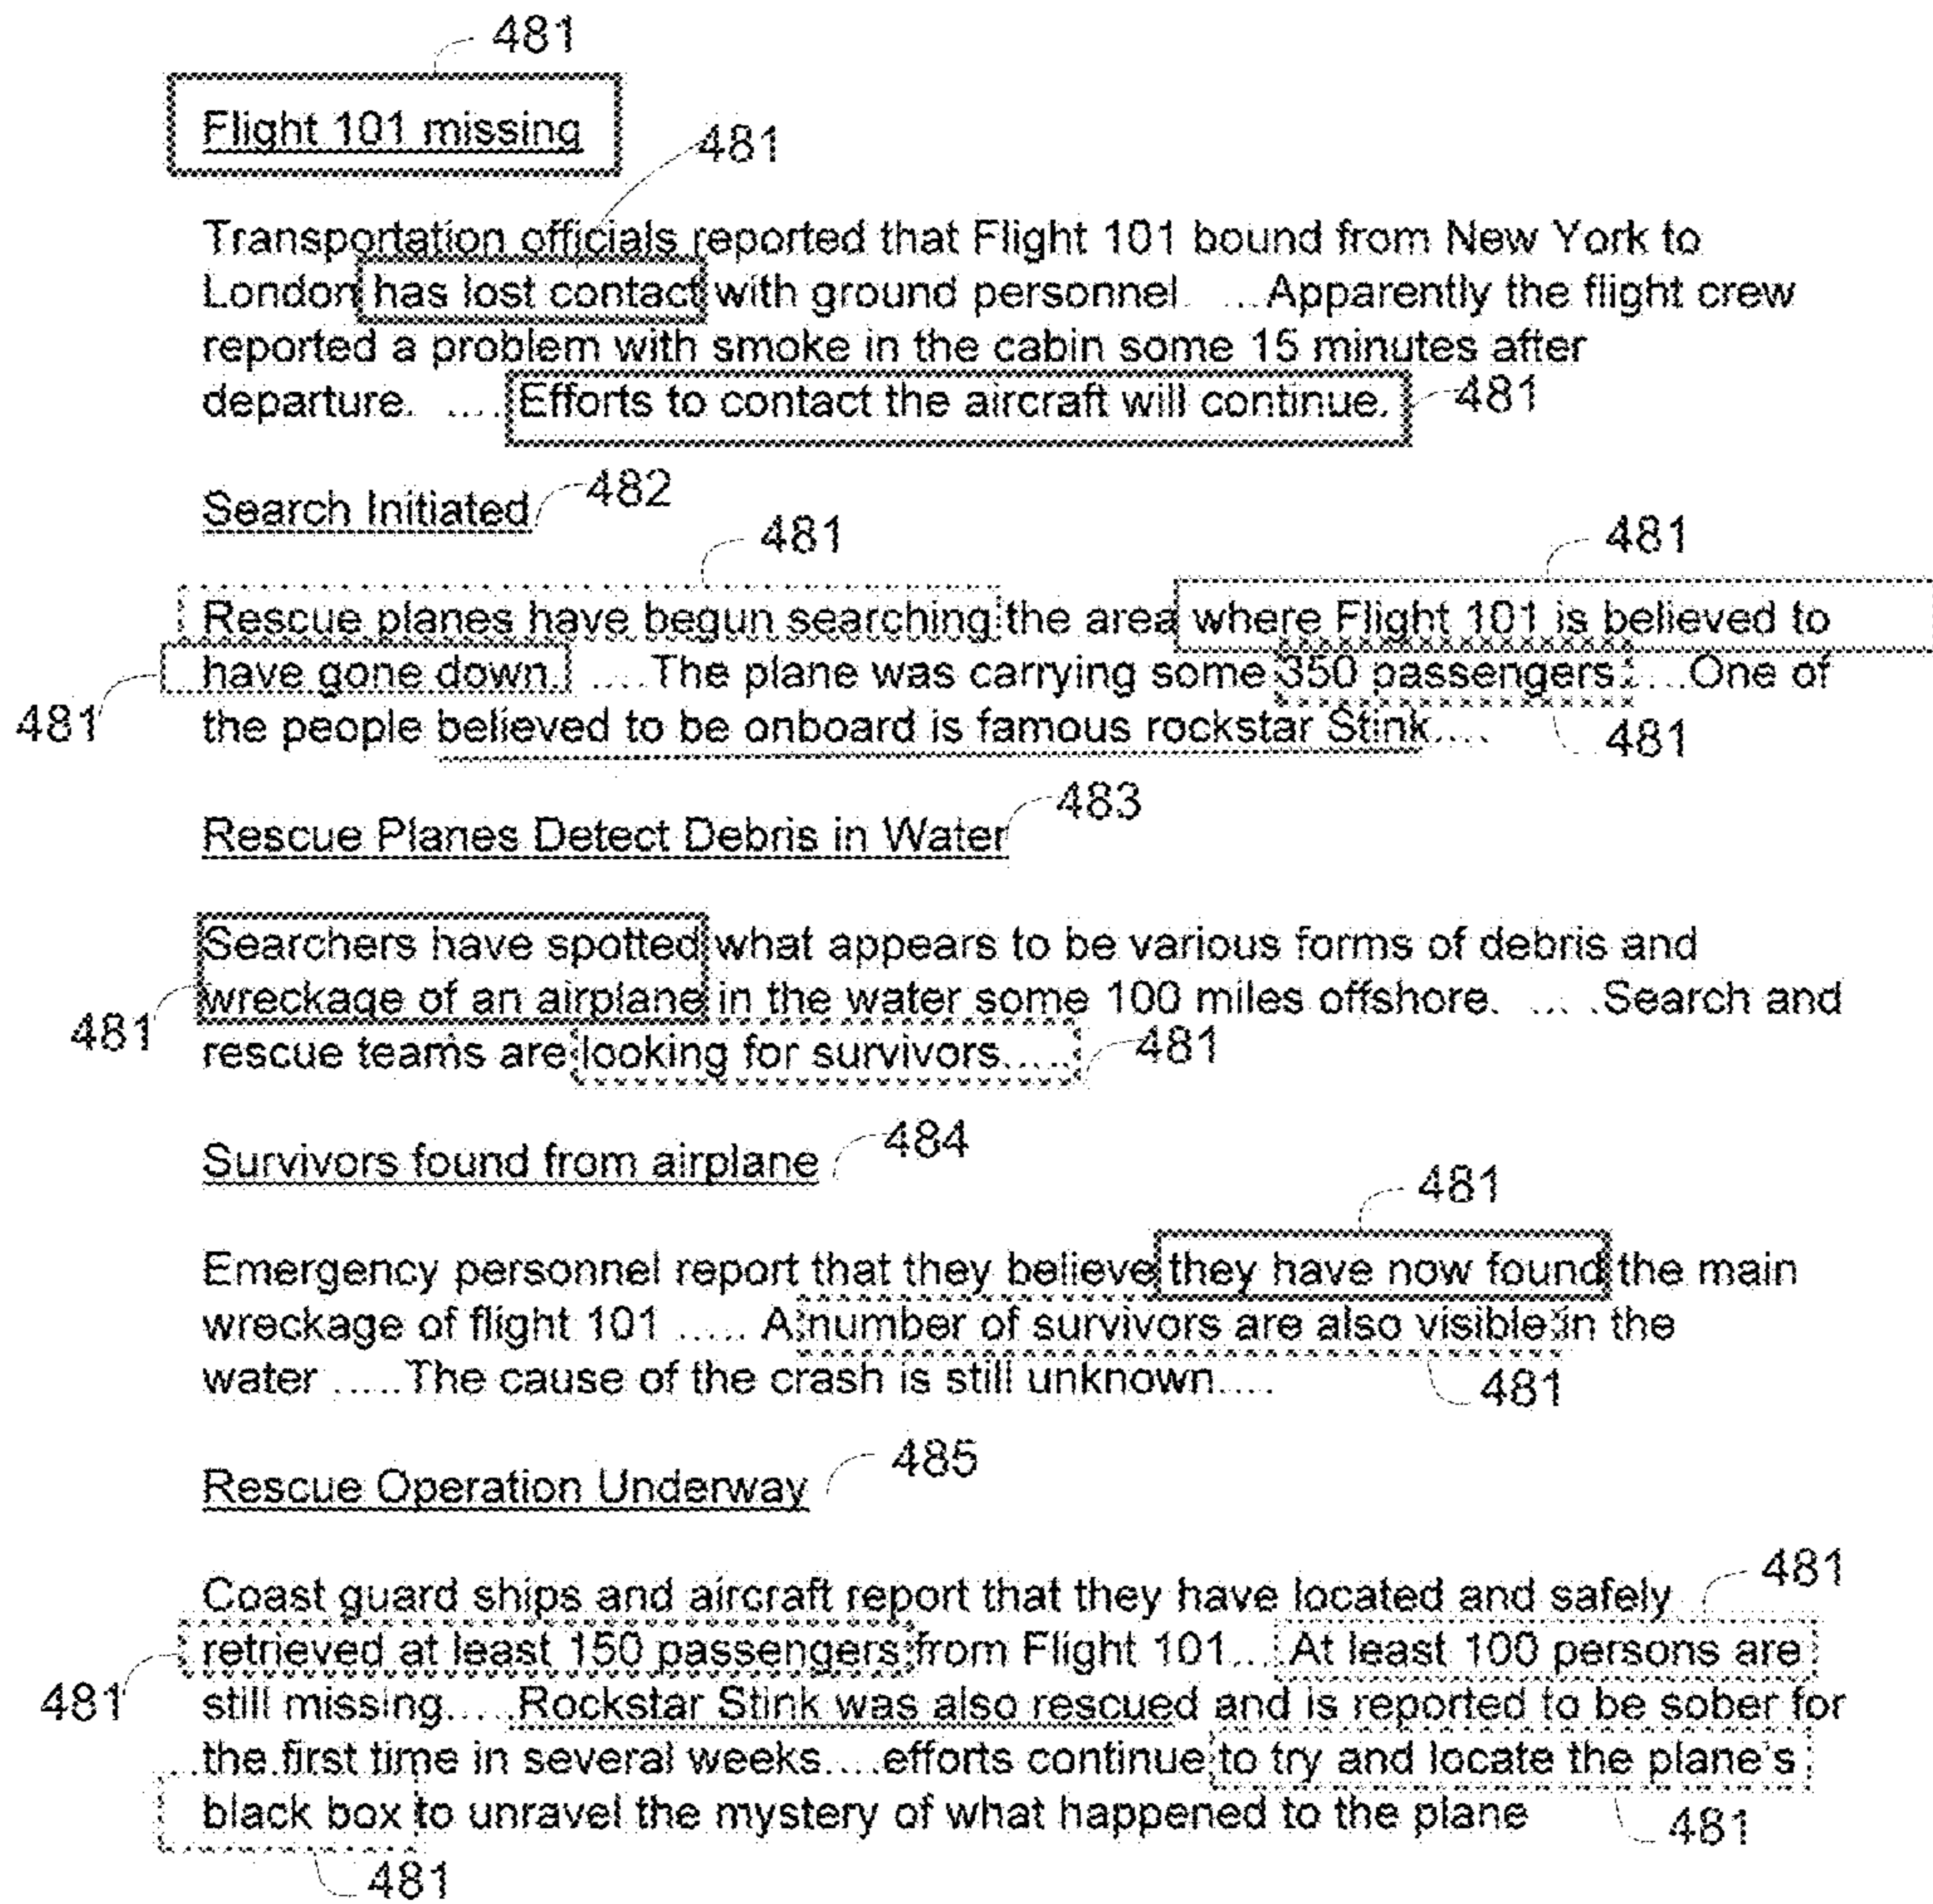 481
Flight 101 missing
481
Transportation officials reported that Flight 101 bound from New York to
London has lost contact with ground personnel. ....Apparently the flight crew
reported a problem with smoke in the cabin some 15 minutes after
departure. ....Efforts to contact the aircraft will continue. 481
Search Initiated 482
481 481
Rescue planes have begun searching the area where Flight 101 is believed to
have gone down. .....The plane was carrying some 350 passengers.....One of
481 the people believed to be onboard is famous rockstar Stink.... 481
Rescue Planes Detect Debris in Water 483
Searchers have spotted what appears to be various forms of debris and
wreckage of an airplane in the water some 100 miles offshore. .... .Search and
481 rescue teams are looking for survivors..... 481
Survivors found from airplane 484
481
Emergency personnel report that they believe they have now found the main
wreckage of flight 101 ..... A number of survivors are also visible in the
water .....The cause of the crash is still unknown..... 481
Rescue Operation Underway 485
Coast guard ships and aircraft report that they have located and safely 481
retrieved at least 150 passengers from Flight 101... At least 100 persons are
481 still missing.....Rockstar Stink was also rescued and is reported to be sober for
the first time in several weeks....efforts continue to try and locate the plane's
black box to unravel the mystery of what happened to the plane 481
481